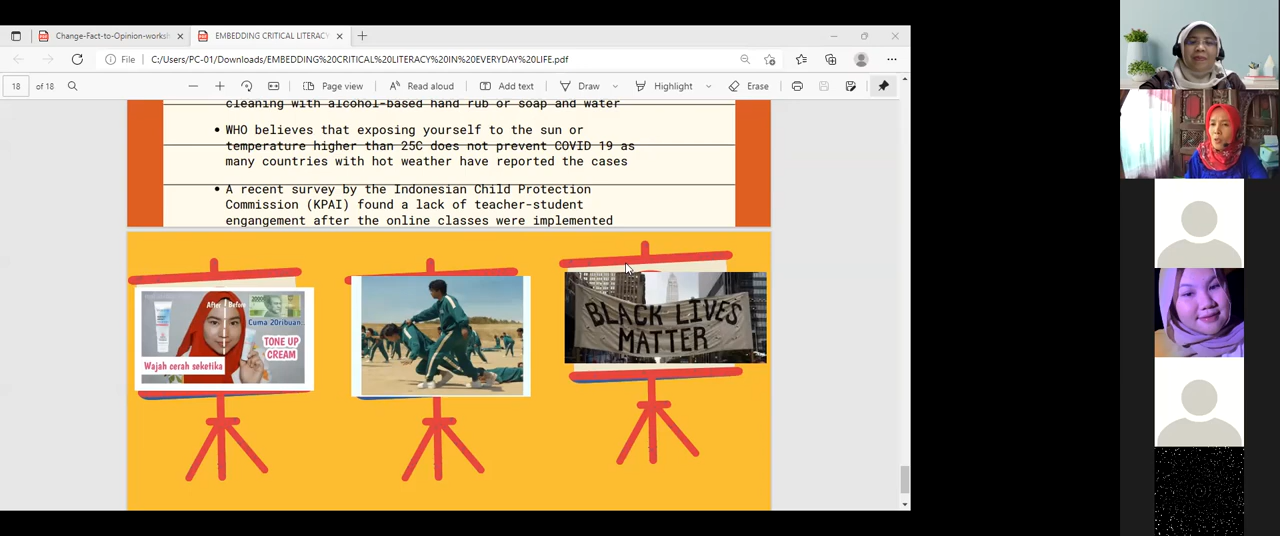 Change-Fact-to-Opinion-worksh
EMBEDDING CRITICAL LITERACY
File
C:/Users/PC-01/Downloads/EMBEDDING%20CRITICAL%20LITERACY%20IN%20EVERYDAY%20LIFE.pdf
18 of 18
Page view
Read aloud
Add text
Draw
Highlight
Erase
cleaning with alcohol-based hand rub or soap and water
• WHO believes that exposing yourself to the sun or
temperature higher than 25C does not prevent COVID 19 as
many countries with hot weather have reported the cases
• A recent survey by the Indonesian Child Protection
Commission (KPAI) found a lack of teacher-student
engangement after the online classes were implemented
After
Before
Cuma 20ribuan.
TONE UP
CREAM
Wajah cerah seketika
BLACK LIVES
MATTER